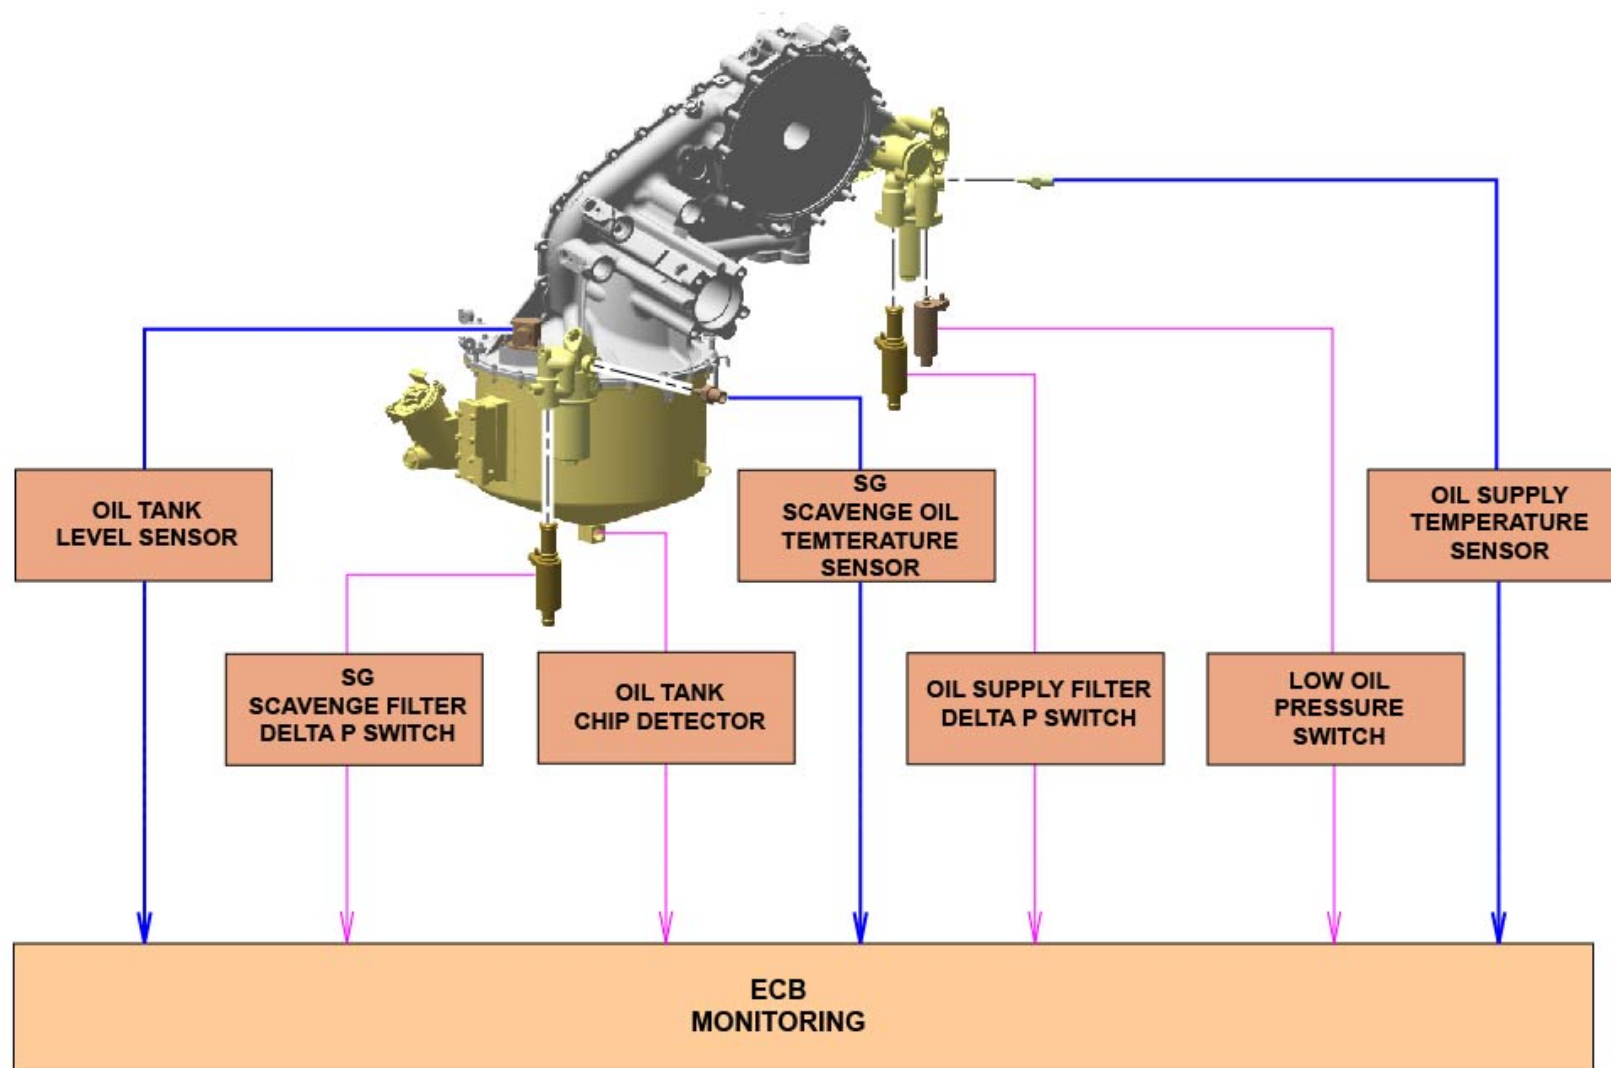 OIL TANK
LEVEL SENSOR
SG
SCAVENGE OIL
TEMTERATURE
SENSOR
OIL SUPPLY
TEMPERATURE
SENSOR
SG
SCAVENGE FILTER
DELTA P SWITCH
OIL TANK
CHIP DETECTOR
OIL SUPPLY FILTER
DELTA P SWITCH
LOW OIL
PRESSURE
SWITCH
ECB
MONITORING